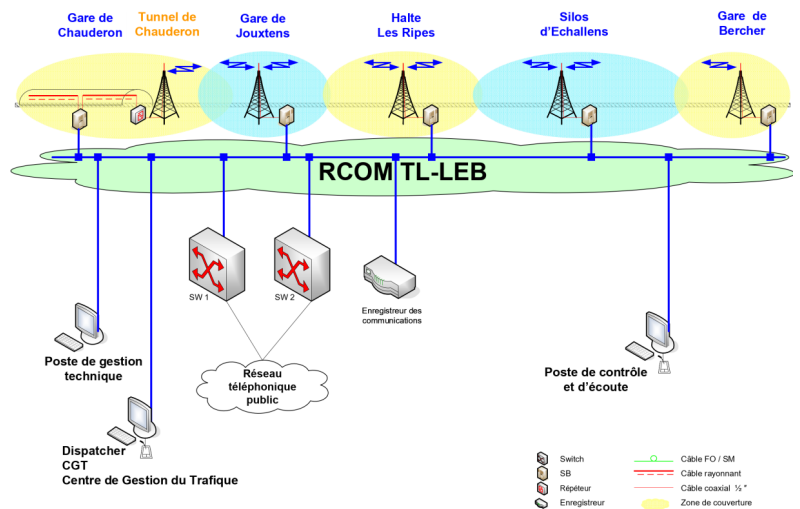 Gare de
Chauderon
Tunnel de
Chauderon
Gare de
Jouxtens
Halte
Les Ripes
Silos
d'Echallens
Gare de
Bercher
RCOM TL-LEB
SW 1
SW 2
Enregistreur des
communications
Poste de gestion
technique
Réseau
téléphonique
public
Poste de contrôle
et d'écoute
Dispatcher
CGT
Centre de Gestion du Trafique
Switch
SB
Répéteur
Enregistreur
Câble FO / SM
Câble rayonnant
Câble coaxial ½ "
Zone de couverture